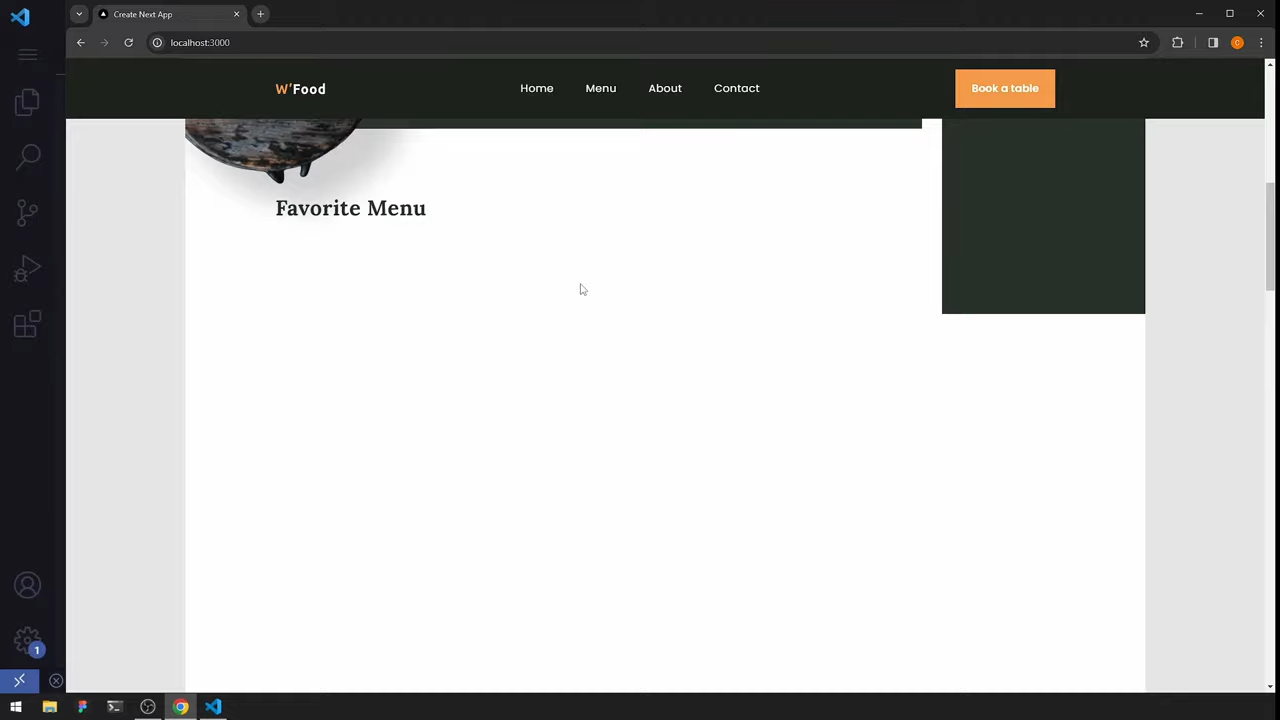 Create Next App
localhost:3000
C
W'Food
Home
Menu
About
Contact
Book a table
Favorite Menu
1